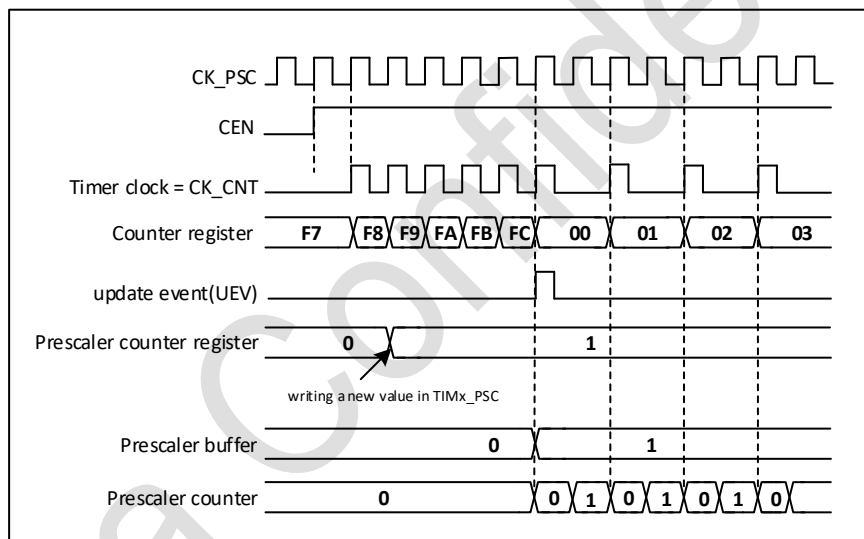 CK_PSC
CEN
Timer clock = CK_CNT
Counter register F7 F8 F9 FA FB FC 00 01 02 03
update event(UEV)
Prescaler counter register 0 1
writing a new value in TIMx_PSC
Prescaler buffer 0 1
Prescaler counter 0 0 1 0 1 0 1 0